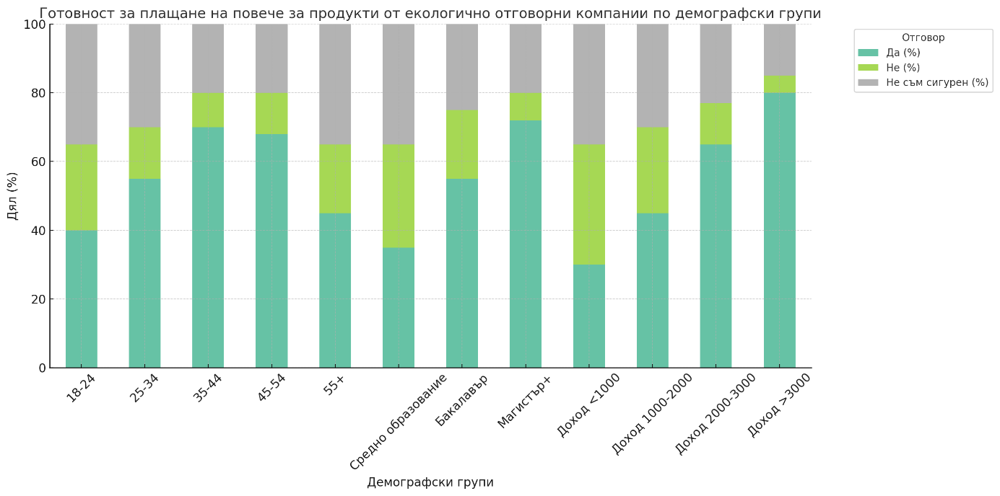 Готовност за плащане на повече за продукти от екологично отговорни компании по демографски групи
Дял (%)
100
80
60
40
20
0
18-24
25-34
35-44
45-54
55+
Средно образование
Бакалавър
Магистър+
Доход <1000
Доход 1000-2000
Доход 2000-3000
Доход >3000
Демографски групи
Отговор
Да (%)
Не (%)
Не съм сигурен (%)